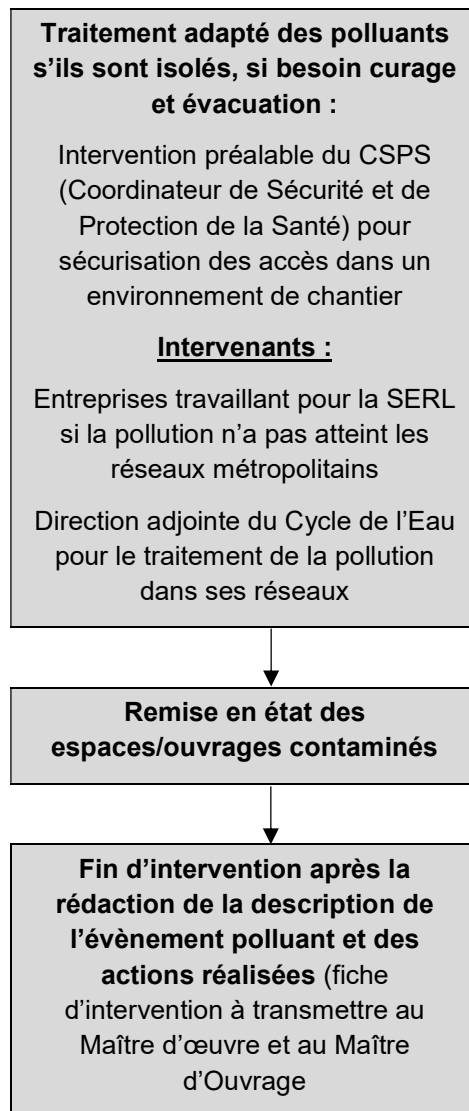 Traitement adapté des polluants
s’ils sont isolés, si besoin curage
et évacuation :
Intervention préalable du CSPS
(Coordinateur de Sécurité et de
Protection de la Santé) pour
sécurisation des accès dans un
environnement de chantier
Intervenants :
Entreprises travaillant pour la SERL
si la pollution n’a pas atteint les
réseaux métropolitains
Direction adjointe du Cycle de l’Eau
pour le traitement de la pollution
dans ses réseaux
Remise en état des
espaces/ouvrages contaminés
Fin d’intervention après la
rédaction de la description de
l’évènement polluant et des
actions réalisées (fiche
d’intervention à transmettre au
Maître d’œuvre et au Maître
d’Ouvrage